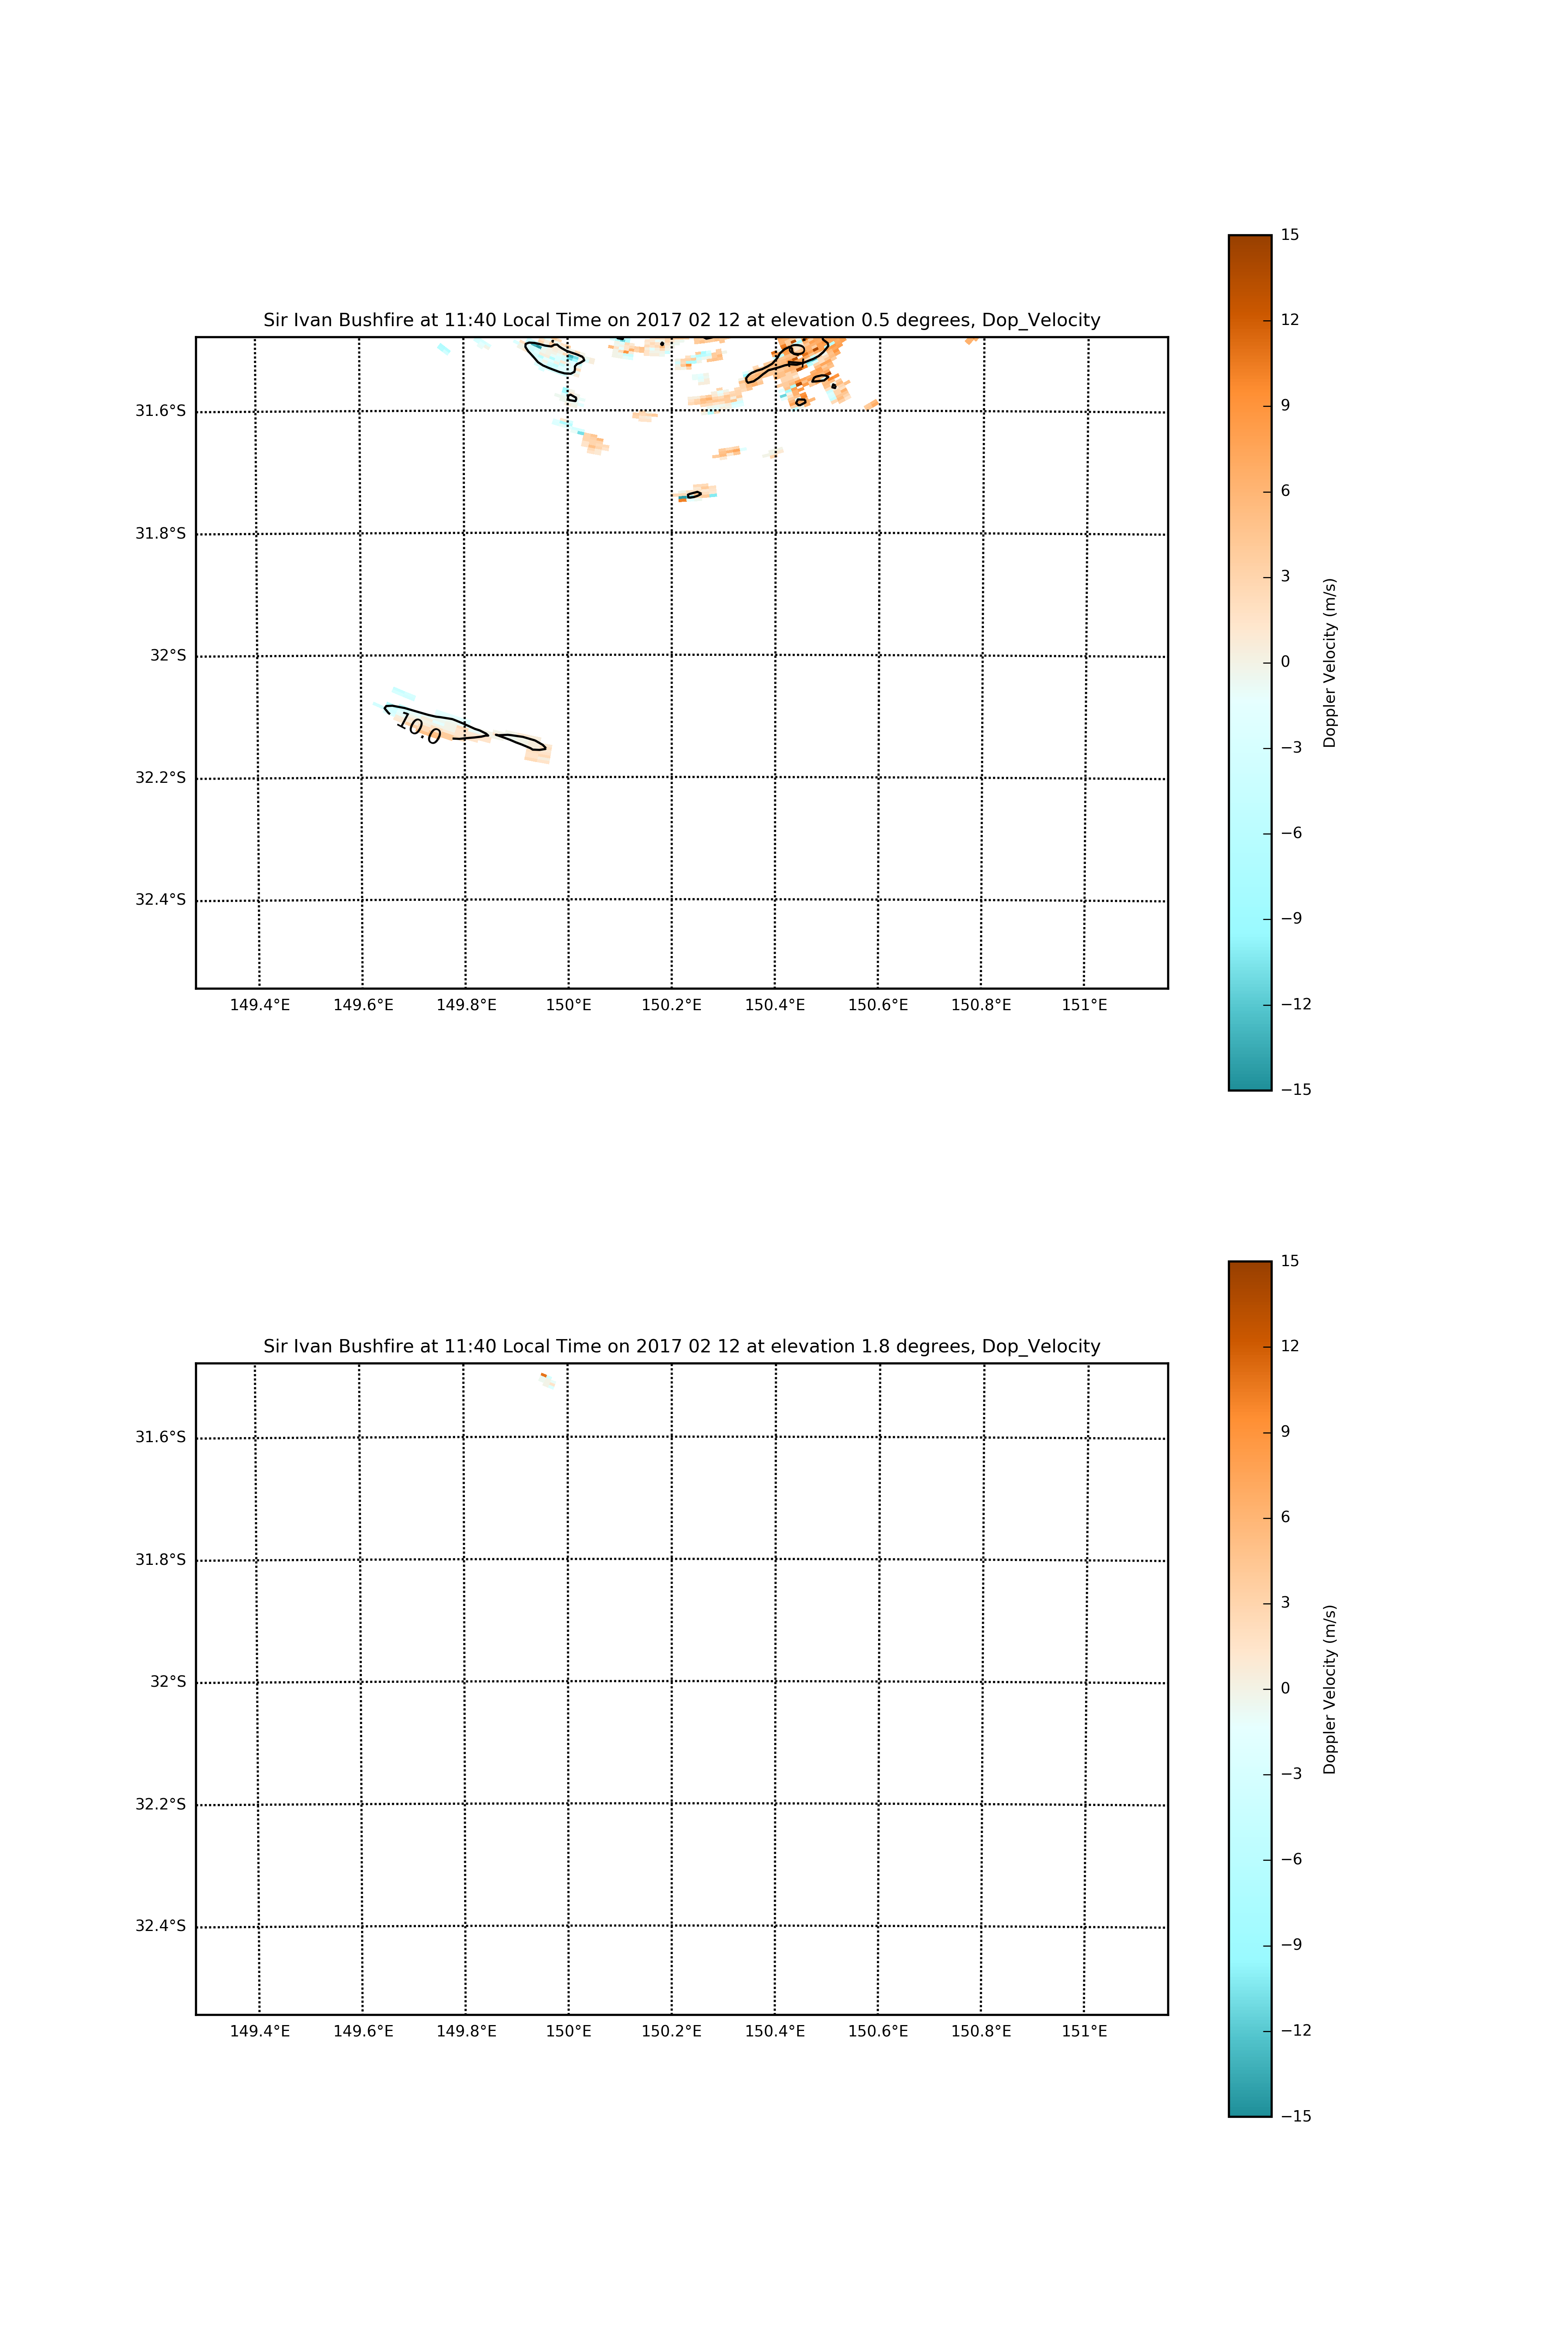 Sir Ivan Bushfire at 11:40 Local Time on 2017 02 12 at elevation 0.5 degrees, Dop_Velocity
31.6°S
31.8°S
32°S
32.2°S
32.4°S
10.0
149.4°E 149.6°E 149.8°E 150°E 150.2°E 150.4°E 150.6°E 150.8°E 151°E
15
12
9
6
3
0
−3
−6
−9
−12
−15
Doppler Velocity (m/s)
Sir Ivan Bushfire at 11:40 Local Time on 2017 02 12 at elevation 1.8 degrees, Dop_Velocity
31.6°S
31.8°S
32°S
32.2°S
32.4°S
149.4°E 149.6°E 149.8°E 150°E 150.2°E 150.4°E 150.6°E 150.8°E 151°E
15
12
9
6
3
0
−3
−6
−9
−12
−15
Doppler Velocity (m/s)